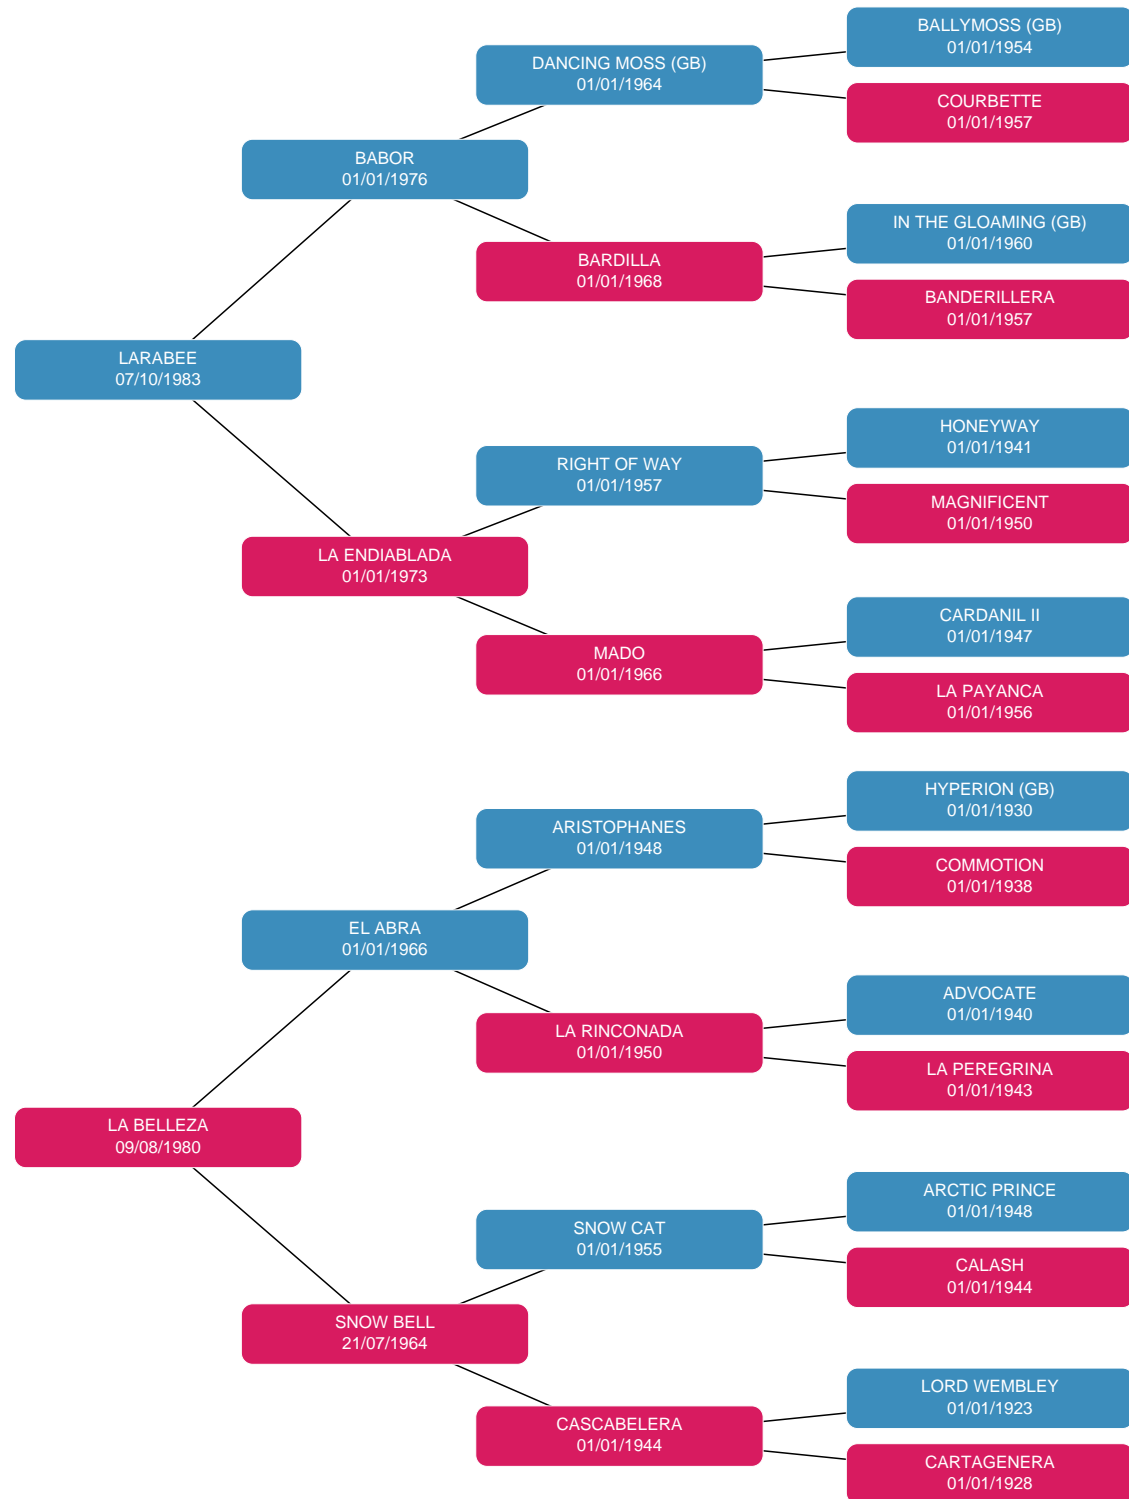 BALLYMOSS (GB)
01/01/1954
DANCING MOSS (GB)
01/01/1964
COURBETTE
01/01/1957
BABOR
01/01/1976
IN THE GLOAMING (GB)
01/01/1960
BARDILLA
01/01/1968
BANDERILLERA
01/01/1957
LARABEE
07/10/1983
HONEYWAY
01/01/1941
RIGHT OF WAY
01/01/1957
MAGNIFICENT
01/01/1950
LA ENDIABLADA
01/01/1973
CARDANIL II
01/01/1947
MADO
01/01/1966
LA PAYANCA
01/01/1956
HYPERION (GB)
01/01/1930
ARISTOPHANES
01/01/1948
COMMOTION
01/01/1938
EL ABRA
01/01/1966
ADVOCATE
01/01/1940
LA RINCONADA
01/01/1950
LA PEREGRINA
01/01/1943
LA BELLEZA
09/08/1980
ARCTIC PRINCE
01/01/1948
SNOW CAT
01/01/1955
CALASH
01/01/1944
SNOW BELL
21/07/1964
LORD WEMBLEY
01/01/1923
CASCABELERA
01/01/1944
CARTAGENERA
01/01/1928